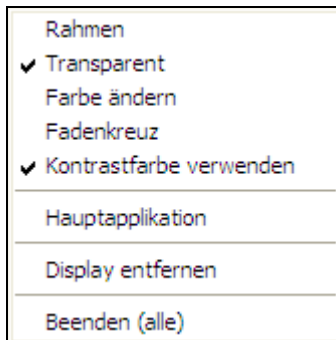 Rahmen
Transparent
Farbe ändern
Fadenkreuz
Kontrastfarbe verwenden
Hauptapplikation
Display entfernen
Beenden (alle)